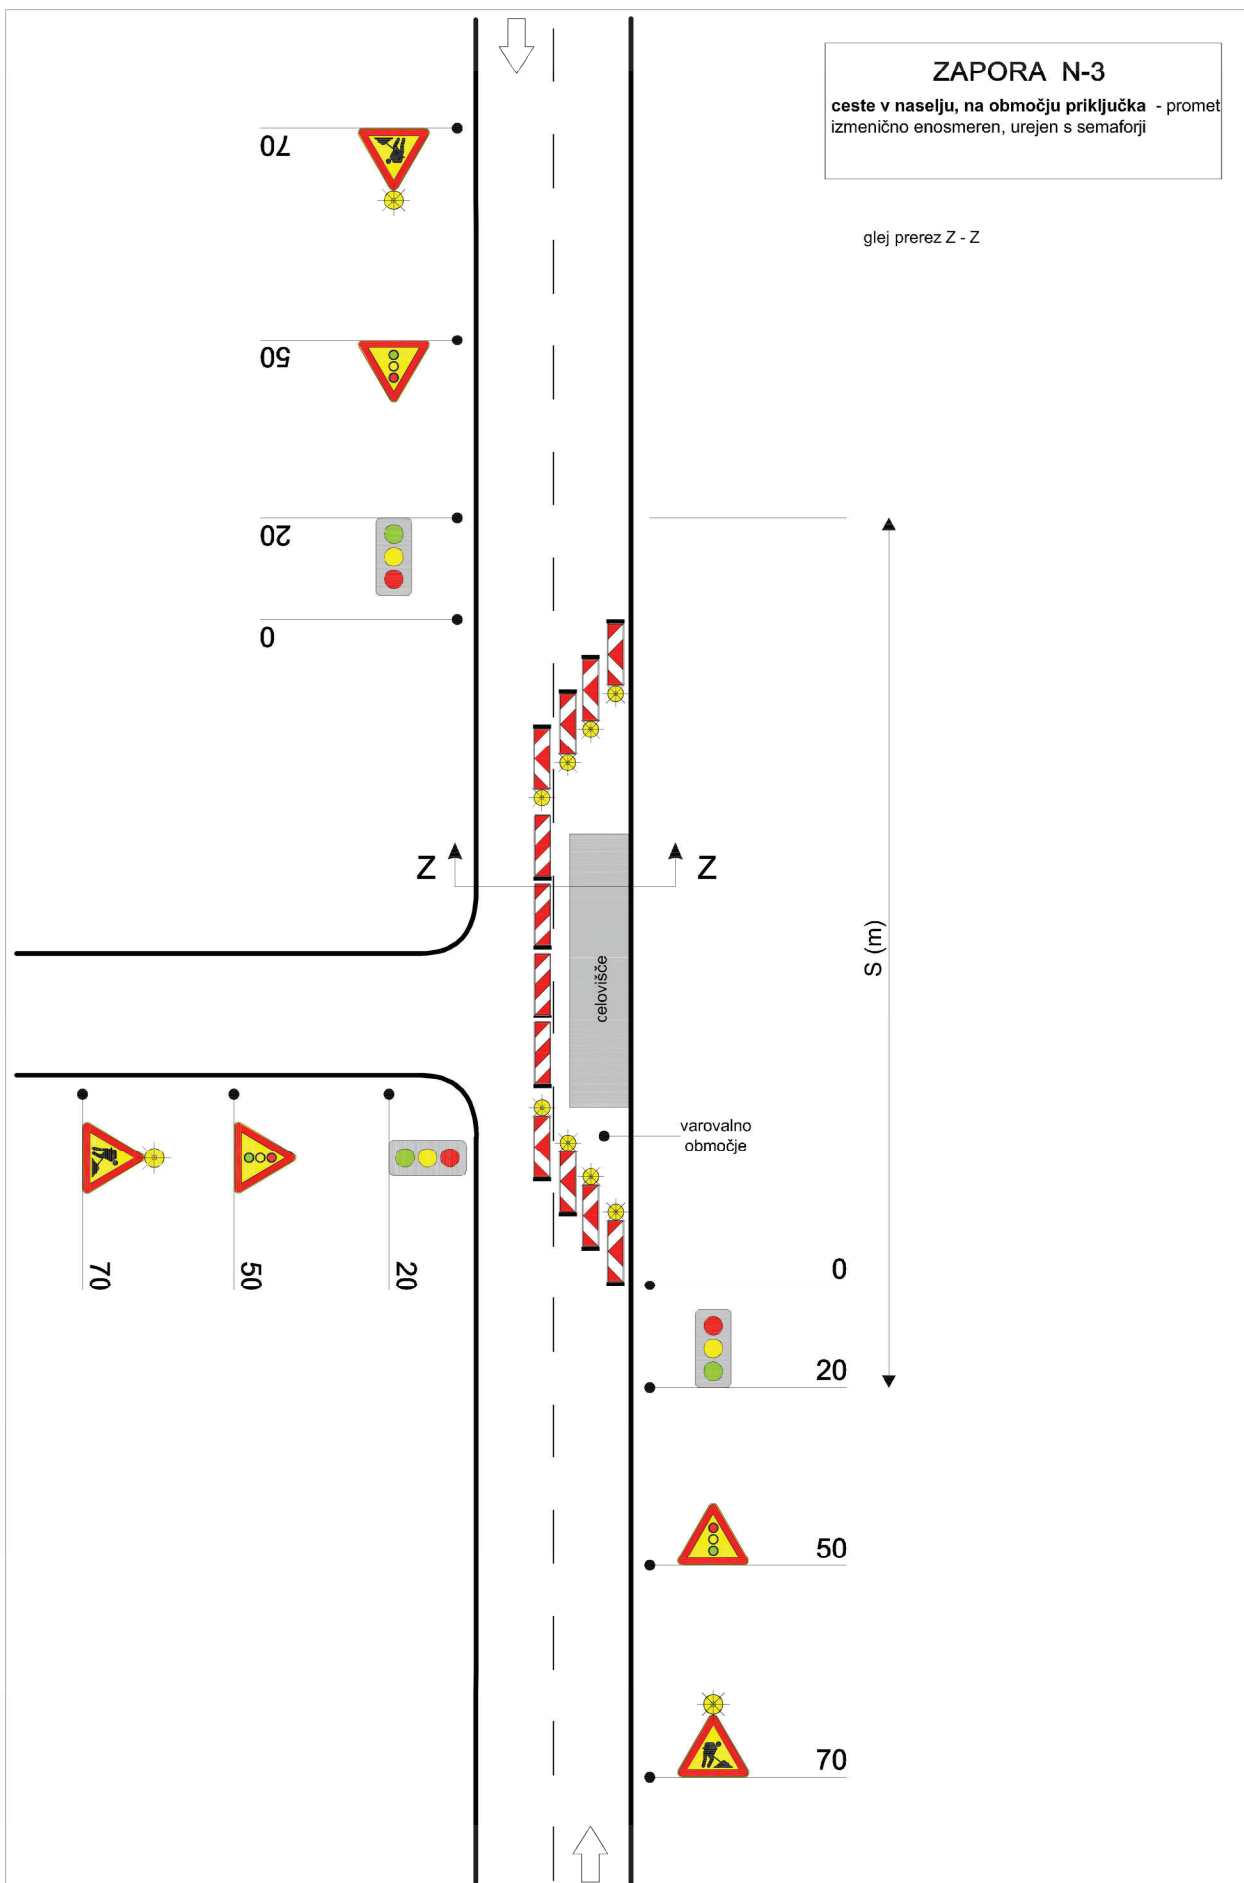 ZAPORA N-3
ceste v naselju, na območju priključka - promet
izmenično enosmeren, urejen s semaforji
glej prerez Z - Z
70
50
20
0
Z
Z
S (m)
celovišče
varovalno
območje
70
50
20
0
20
50
70